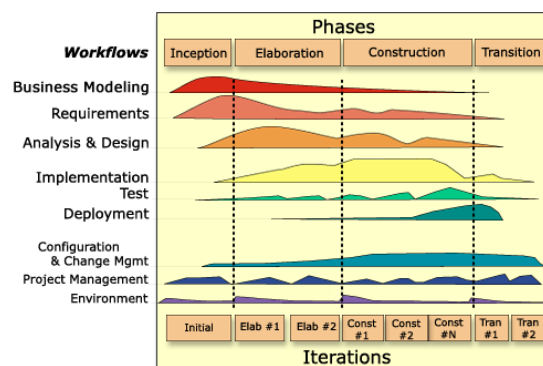 Phases
Workflows
Inception Elaboration Construction Transition
Business Modeling
Requirements
Analysis & Design
Implementation
Test
Deployment
Configuration
& Change Mgmt
Project Management
Environment
Initial Elab #1 Elab #2 Const #1 Const #2 Const #N Tran #1 Tran #2
Iterations